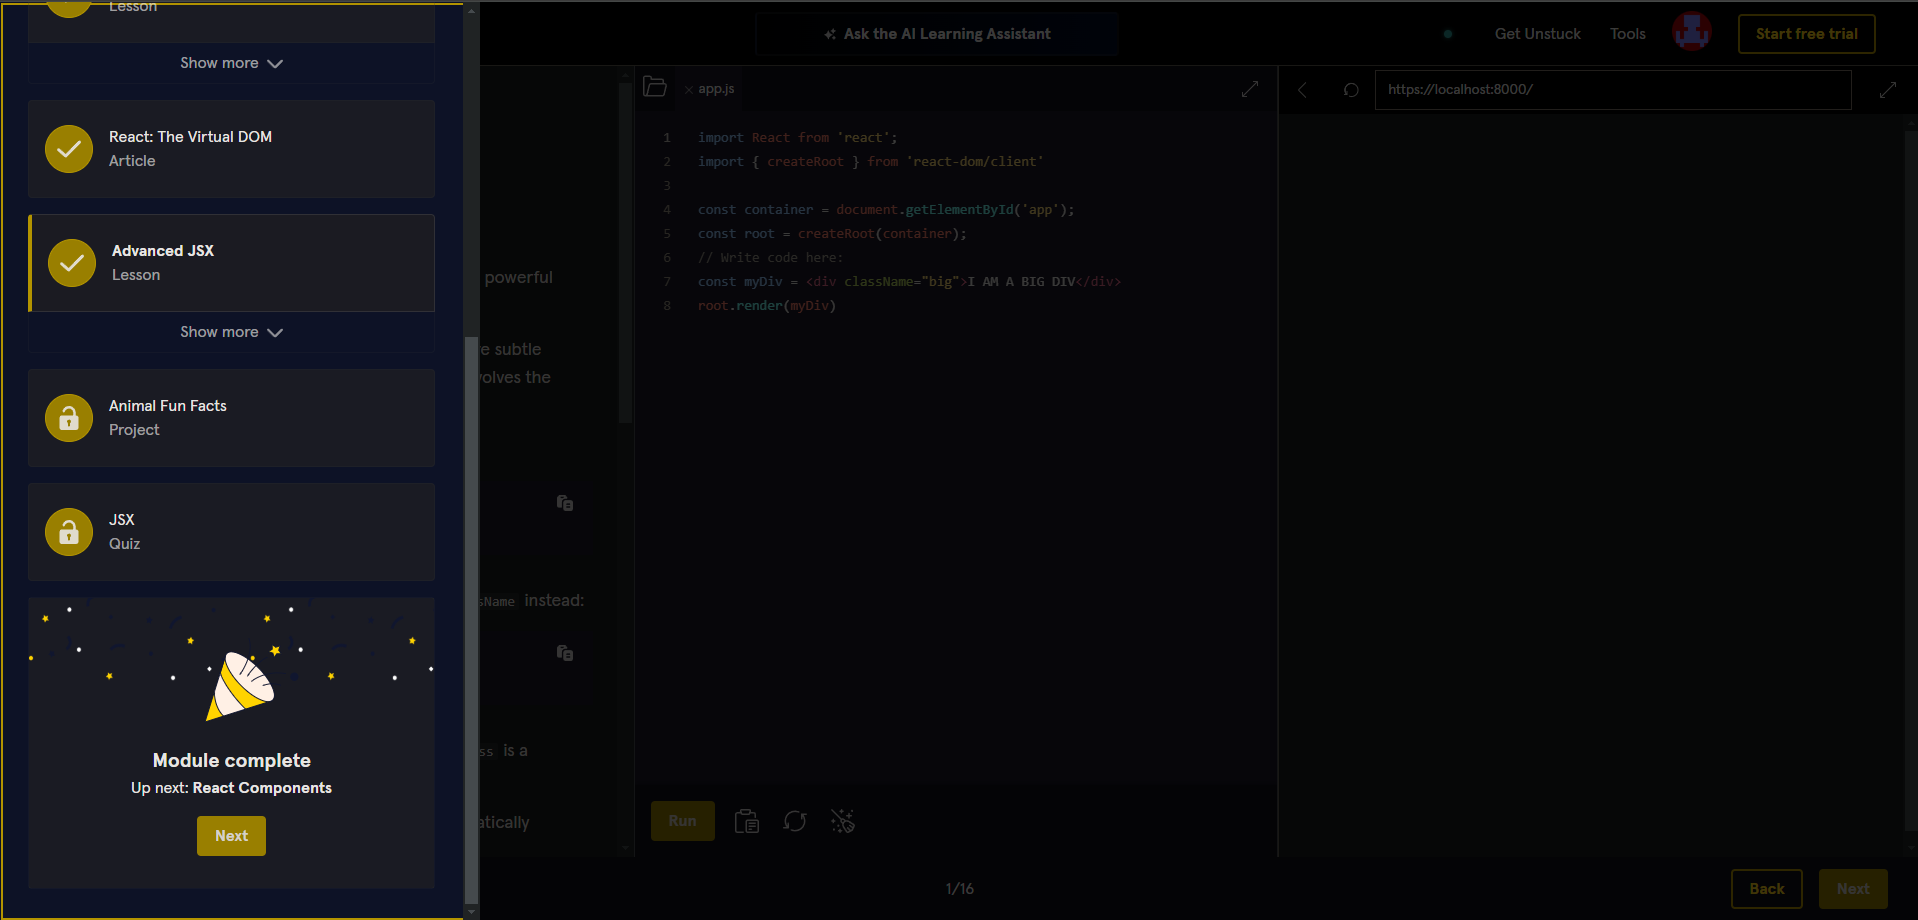 Lesson
Show more
React: The Virtual DOM
Article
Advanced JSX
Lesson
Show more
Animal Fun Facts
Project
JSX
Quiz
Module complete
Up next: React Components
Next
Ask the AI Learning Assistant
Get Unstuck
Tools
Start free trial
powerful
subtle
the
instead:
is a
app.js
1 import React from 'react';
2 import { createRoot } from 'react-dom/client'
3
4 const container = document.getElementById('app');
5 const root = createRoot(container);
6 // Write code here:
7 const myDiv = <div className="big">I AM A BIG DIV</div>
8 root.render(myDiv)
Run
https://localhost:8000/
1/16
Back
Next